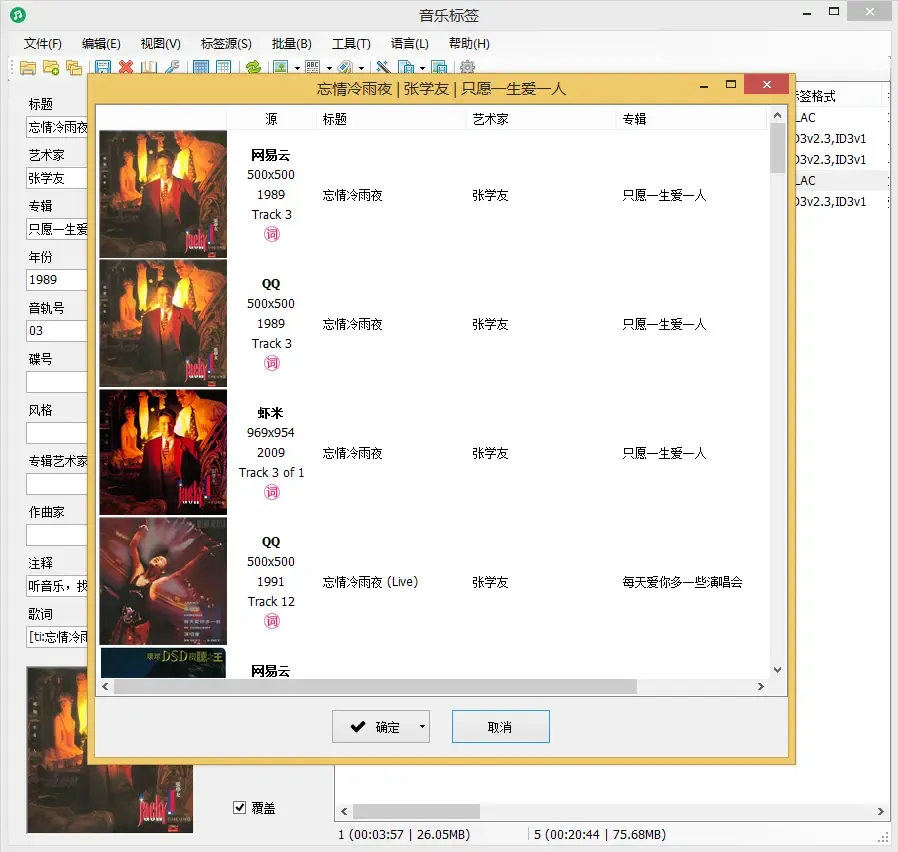 音乐标签
文件(F) 编辑(E) 视图(V) 标签源(S) 批量(B) 工具(T) 语言(L) 帮助(H)
忘情冷雨夜 | 张学友 | 只愿一生爱一人
源 标题 艺术家 专辑
网易云
500x500
1989
Track 3
词
忘情冷雨夜 张学友 只愿一生爱一人
QQ
500x500
1989
Track 3
词
忘情冷雨夜 张学友 只愿一生爱一人
虾米
969x954
2009
Track 3 of 1
词
忘情冷雨夜 张学友 只愿一生爱一人
QQ
500x500
1991
Track 12
词
忘情冷雨夜 (Live) 张学友 每天爱你多一些演唱会
网易云
确定 取消
标题
忘情冷雨夜
艺术家
张学友
专辑
只愿一生爱
年份
1989
音轨号
03
碟号
风格
专辑艺术家
作曲家
注释
听音乐，找
歌词
[ti:忘情冷雨
签格式
LAC
D3v2.3,ID3v1
D3v2.3,ID3v1
LAC
D3v2.3,ID3v1
jacky
CHEUNG
覆盖
1 (00:03:57 | 26.05MB) 5 (00:20:44 | 75.68MB)